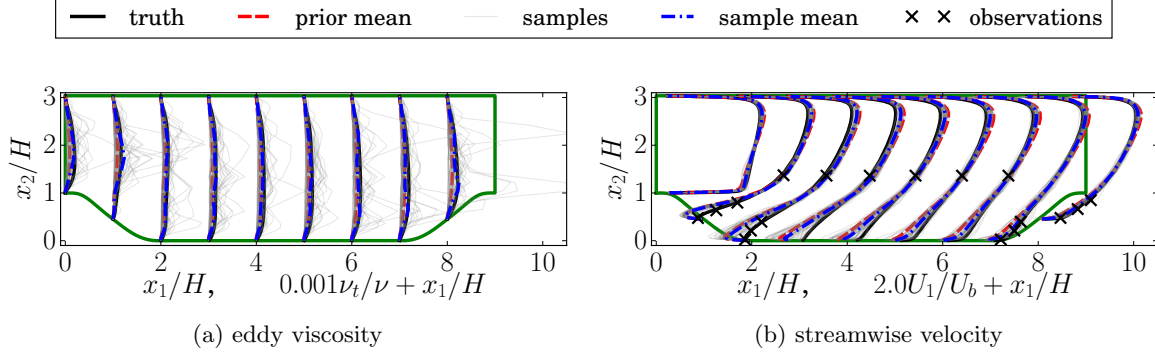 truth prior mean samples sample mean observations
3
2
1
0
x₂/H
0 2 4 6 8 10
x₁/H, 0.001ν_t/ν + x₁/H
(a) eddy viscosity
3
2
1
0
x₂/H
0 2 4 6 8 10
x₁/H, 2.0U₁/U_b + x₁/H
(b) streamwise velocity